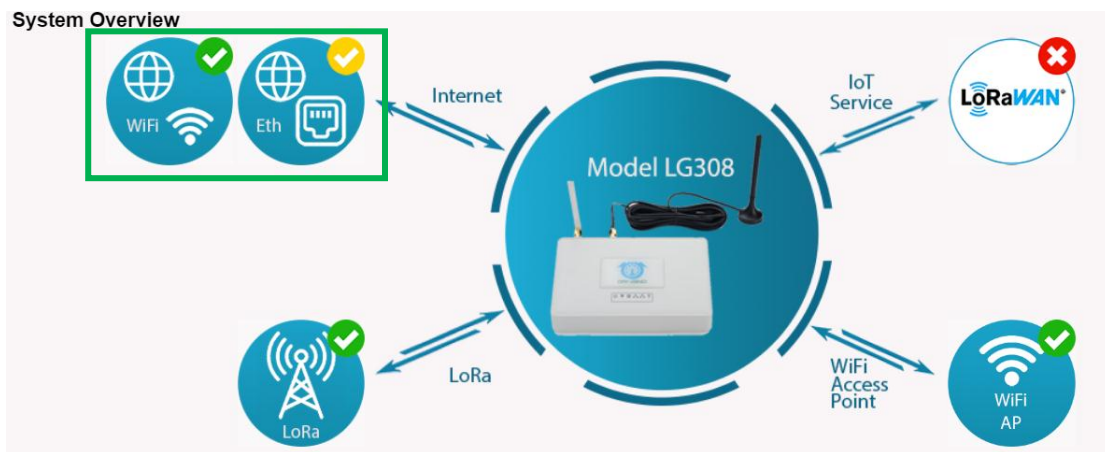 System Overview
WiFi
Eth
Internet
IoT
Service
LoRaWAN
Model LG308
LoRa
LoRa
WiFi
Access
Point
WiFi
AP